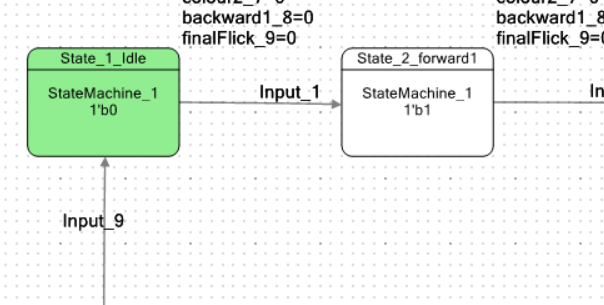 backward1_8=0
finalFlick_9=0
State_1_Idle
StateMachine_1
1'b0
Input_1
State_2_forward1
StateMachine_1
1'b1
Input_9